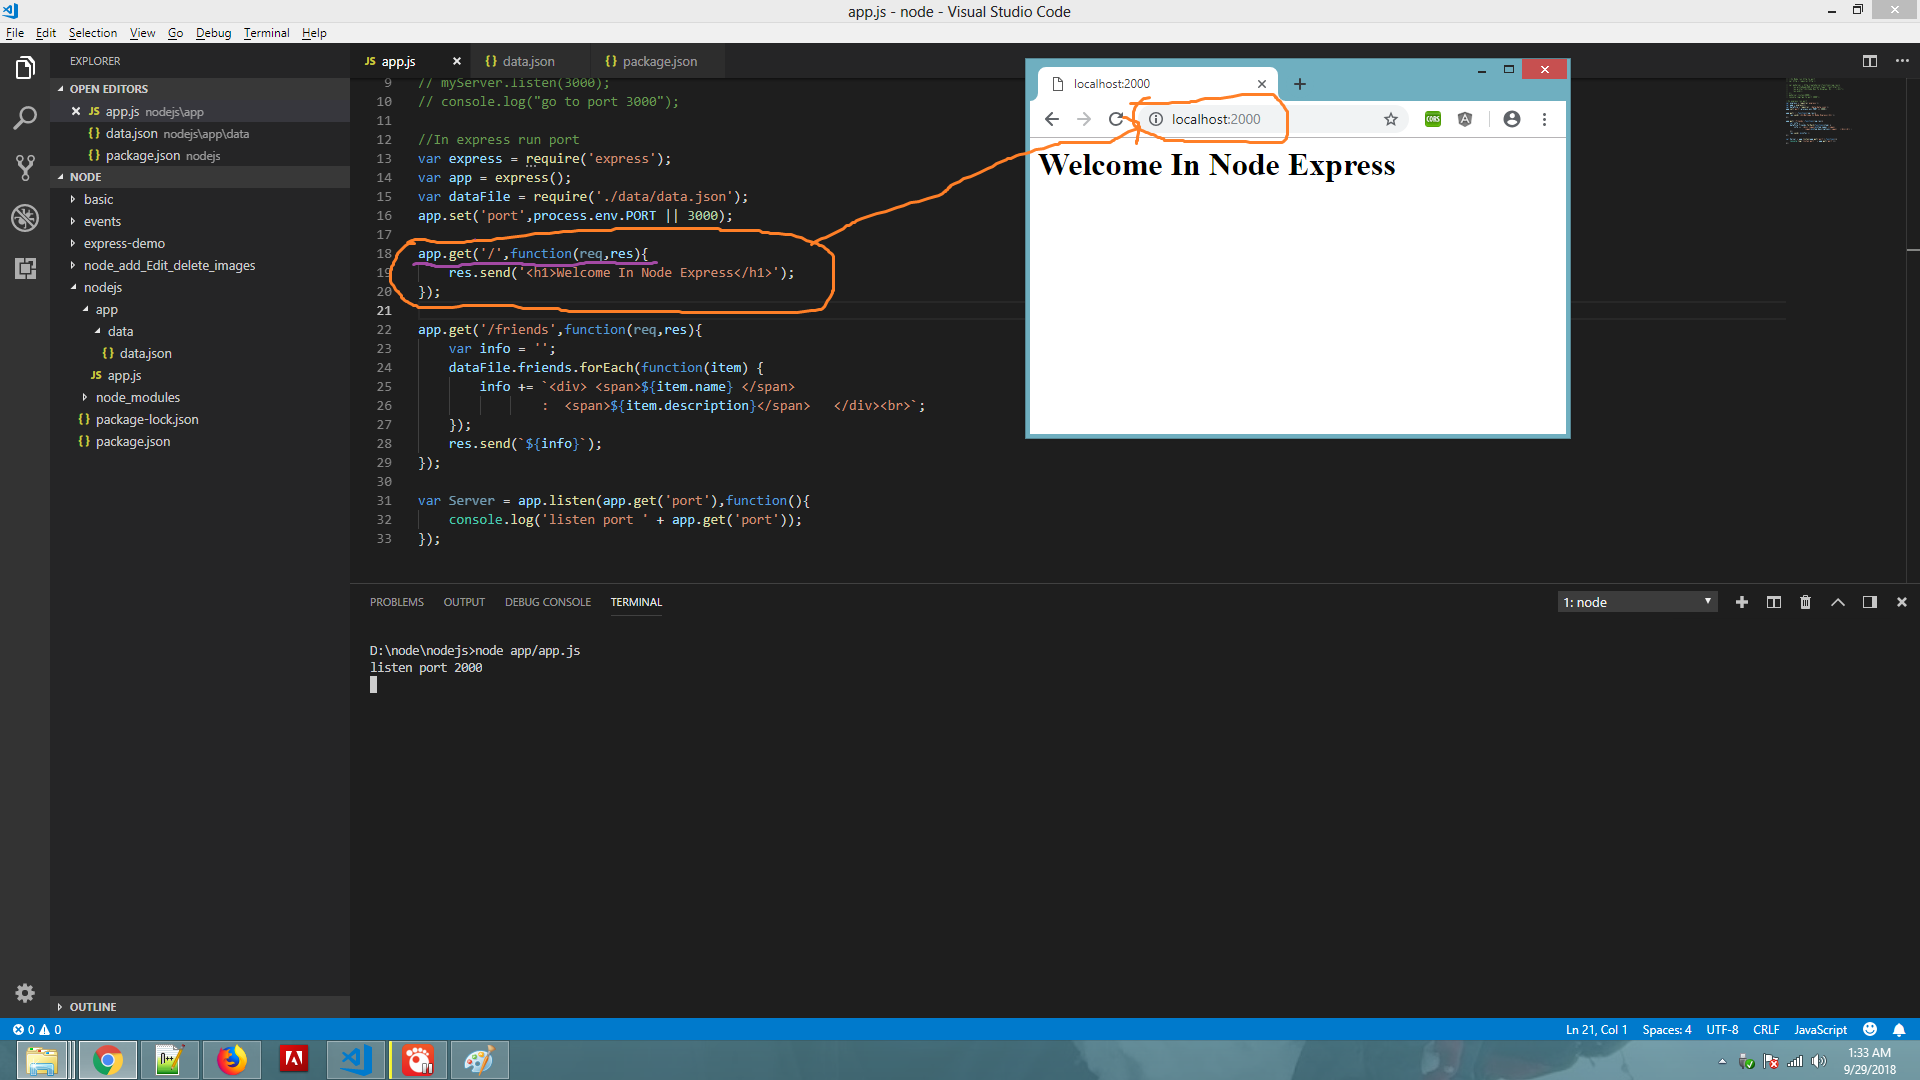 app.js - node - Visual Studio Code
File Edit Selection View Go Debug Terminal Help
EXPLORER
OPEN EDITORS
app.js nodejs\app
data.json nodejs\app\data
package.json nodejs
NODE
basic
events
express-demo
node_add_Edit_delete_images
nodejs
app
data
{} data.json
JS app.js
node_modules
{} package-lock.json
{} package.json
OUTLINE
JS app.js {} data.json {} package.json
9 // myServer.listen(3000);
10 // console.log("go to port 3000");
11
12 //In express run port
13 var express = require('express');
14 var app = express();
15 var dataFile = require('./data/data.json');
16 app.set('port',process.env.PORT || 3000);
17
18 app.get('/',function(req,res){
19 res.send('<h1>Welcome In Node Express</h1>');
20 });
21
22 app.get('/friends',function(req,res){
23 var info = '';
24 dataFile.friends.forEach(function(item) {
25 info += `<div> <span>${item.name} </span>
26 : <span>${item.description}</span> </div><br>`;
27 });
28 res.send(`${info}`);
29 });
30
31 var Server = app.listen(app.get('port'),function(){
32 console.log('listen port ' + app.get('port'));
33 });
localhost:2000
localhost:2000
CORS
Welcome In Node Express
PROBLEMS OUTPUT DEBUG CONSOLE TERMINAL
1: node
D:\node\nodejs>node app/app.js
listen port 2000
0 0
Ln 21, Col 1 Spaces: 4 UTF-8 CRLF JavaScript
1:33 AM
9/29/2018